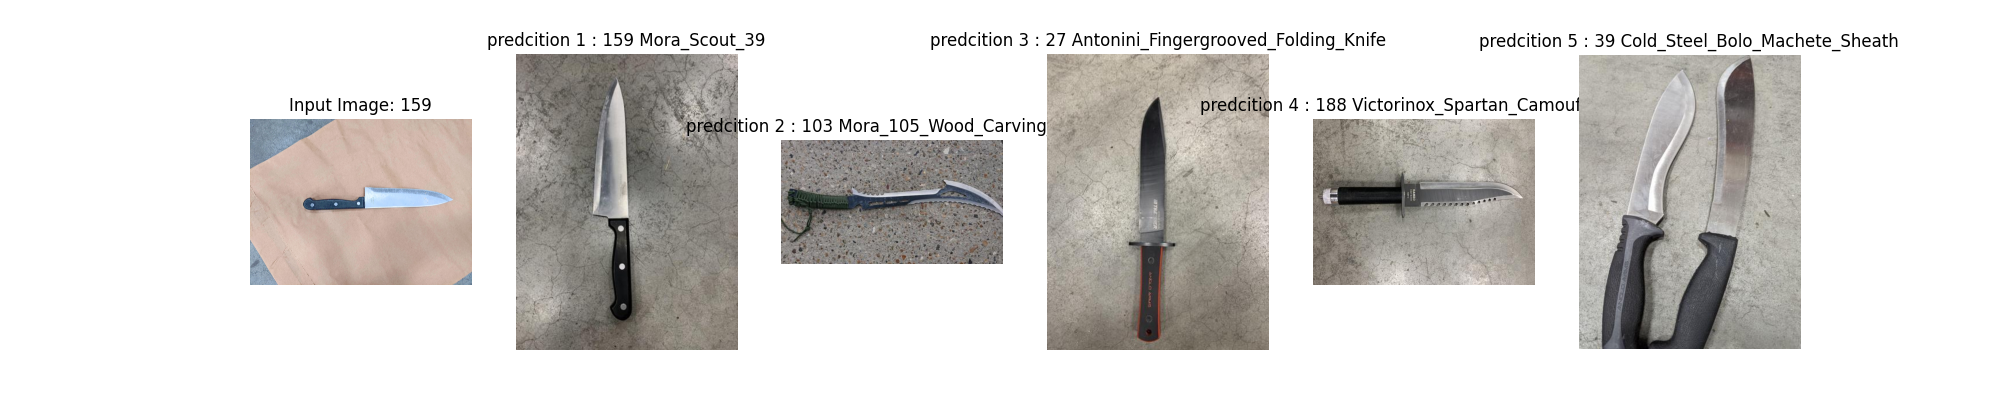 Input Image: 159
predcition 1 : 159 Mora_Scout_39
predcition 2 : 103 Mora_105_Wood_Carving
predcition 3 : 27 Antonini_Fingergrooved_Folding_Knife
predcition 4 : 188 Victorinox_Spartan_Camouf
predcition 5 : 39 Cold_Steel_Bolo_Machete_Sheath